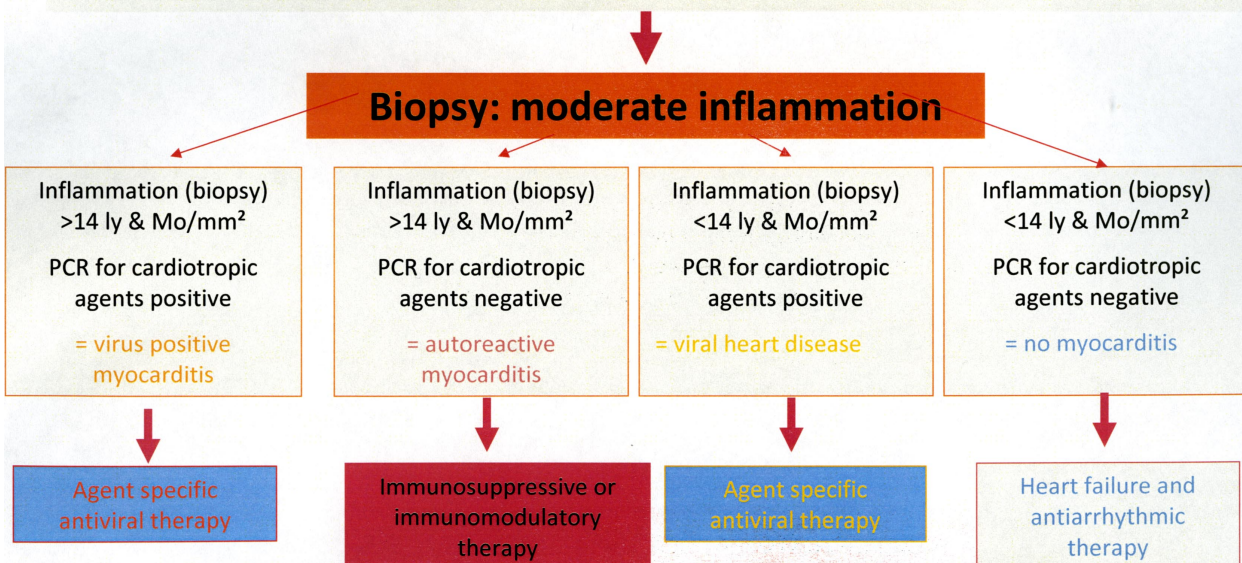 Biopsy: moderate inflammation
Inflammation (biopsy)
>14 ly & Mo/mm²
PCR for cardiotropic
agents positive
= virus positive
myocarditis
Inflammation (biopsy)
>14 ly & Mo/mm²
PCR for cardiotropic
agents negative
= autoreactive
myocarditis
Inflammation (biopsy)
<14 ly & Mo/mm²
PCR for cardiotropic
agents positive
= viral heart disease
Inflammation (biopsy)
<14 ly & Mo/mm²
PCR for cardiotropic
agents negative
= no myocarditis
Agent specific
antiviral therapy
Immunosuppressive or
immunomodulatory
therapy
Agent specific
antiviral therapy
Heart failure and
antiarrhythmic
therapy